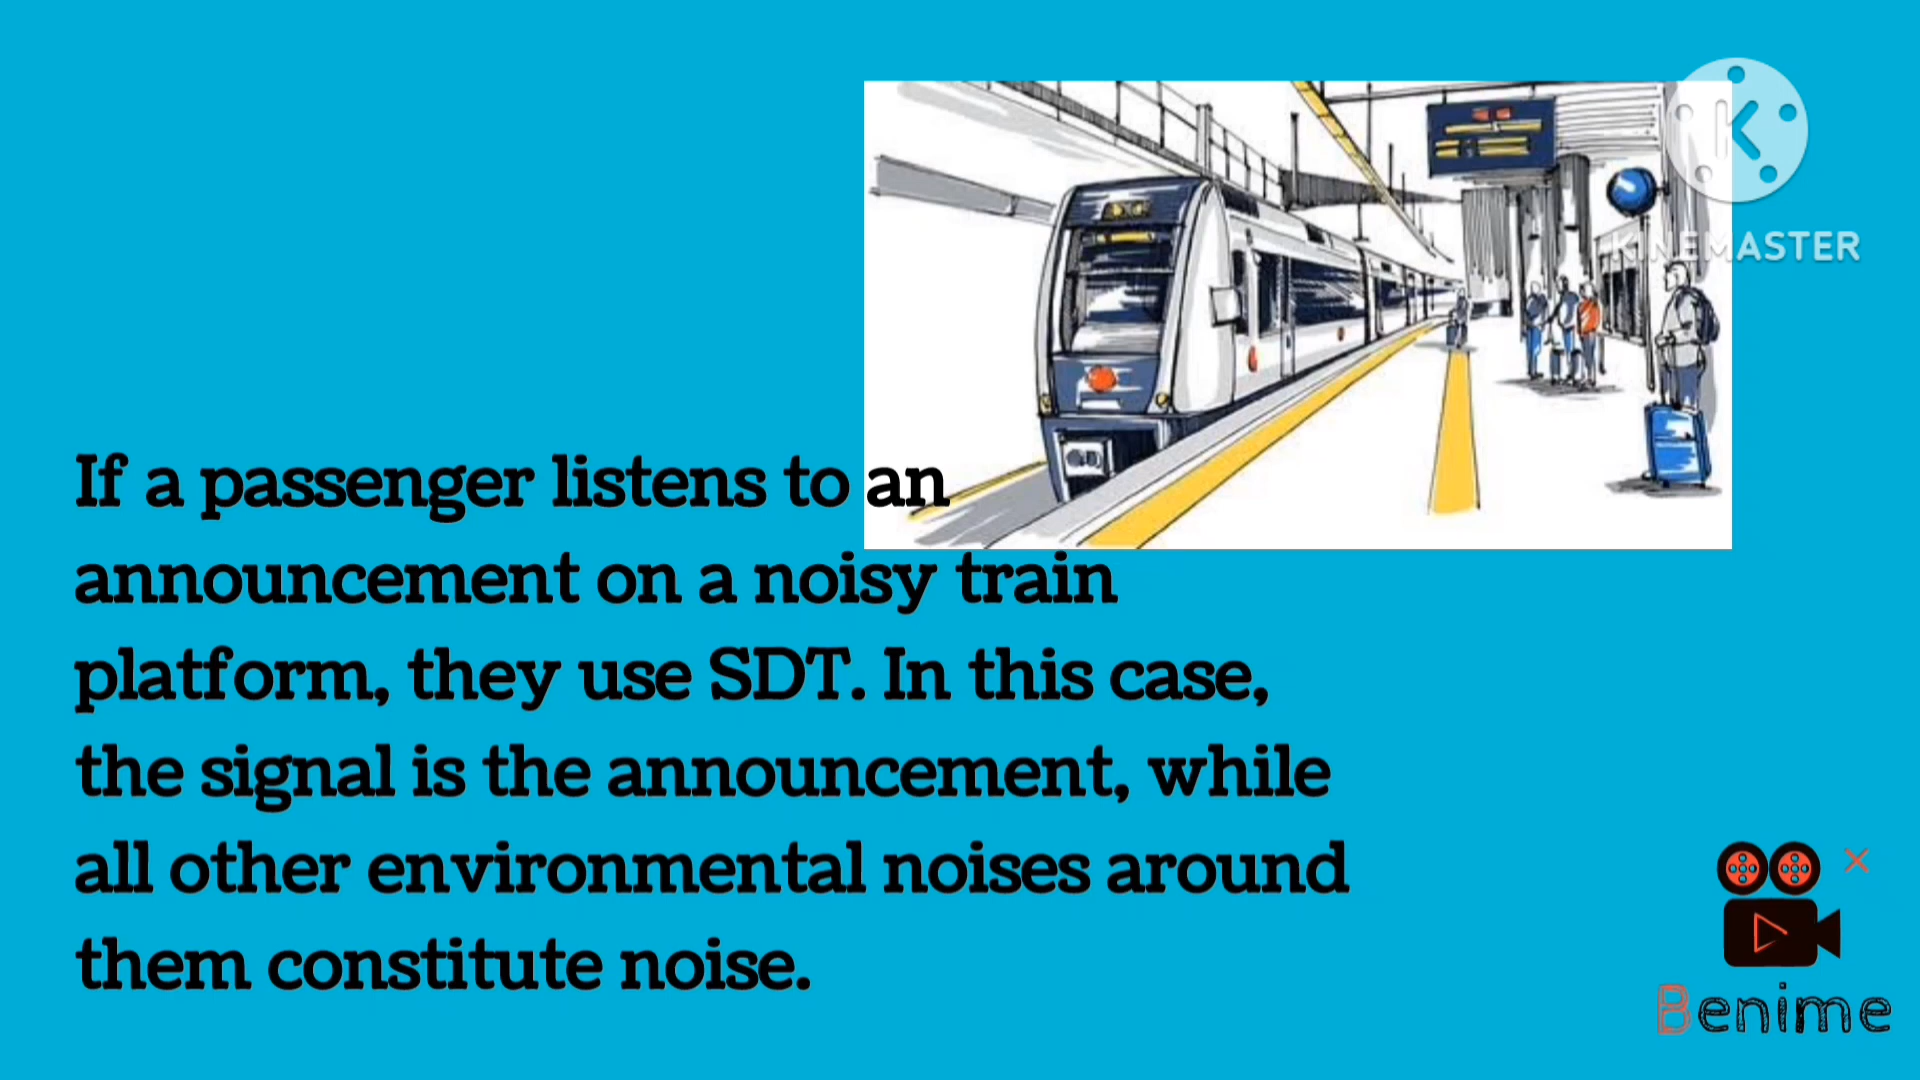 KINEMASTER
If a passenger listens to an
announcement on a noisy train
platform, they use SDT. In this case,
the signal is the announcement, while
all other environmental noises around
them constitute noise.
Benime